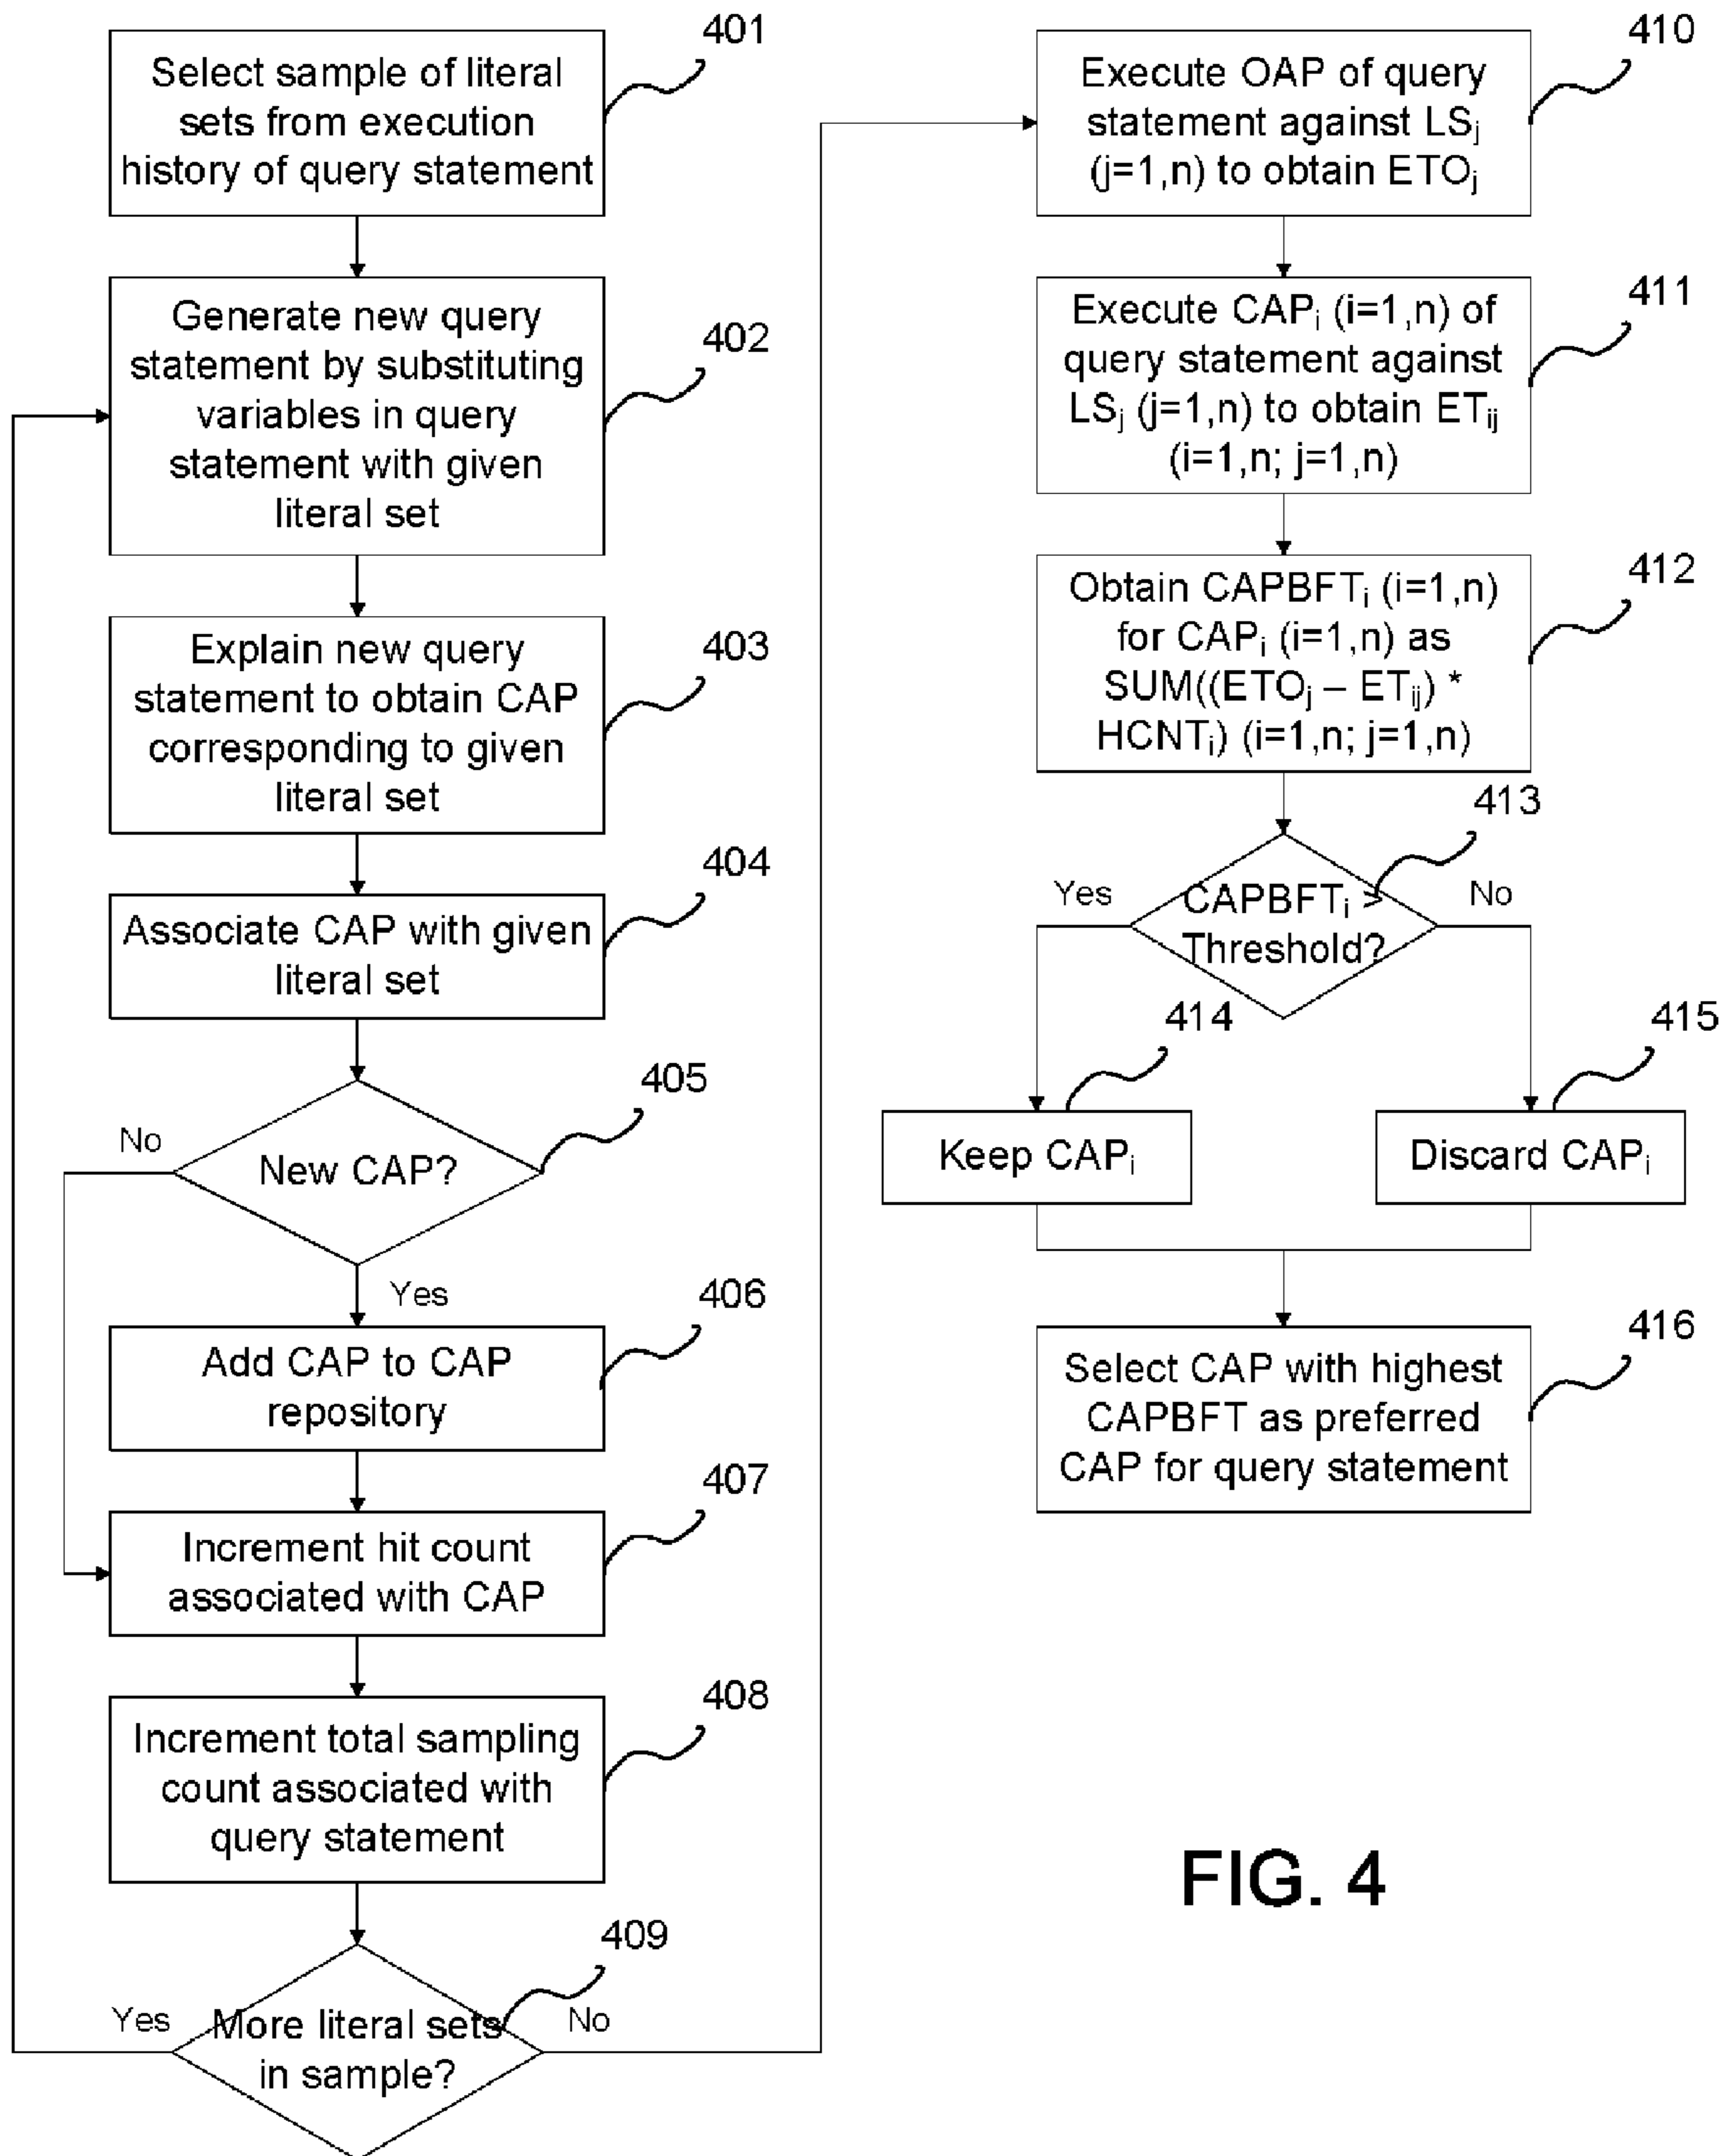 401
Select sample of literal
sets from execution
history of query statement
402
Generate new query
statement by substituting
variables in query
statement with given
literal set
403
Explain new query
statement to obtain CAP
corresponding to given
literal set
404
Associate CAP with given
literal set
405
New CAP?
No
Yes
406
Add CAP to CAP
repository
407
Increment hit count
associated with CAP
408
Increment total sampling
count associated with
query statement
409
More literal sets
in sample?
Yes
No
410
Execute OAP of query
statement against LSj
(j=1,n) to obtain ETOj
411
Execute CAPi (i=1,n) of
query statement against
LSj (j=1,n) to obtain ETij
(i=1,n; j=1,n)
412
Obtain CAPBFTi (i=1,n)
for CAPi (i=1,n) as
SUM((ETOj – ETij) *
HCNTi) (i=1,n; j=1,n)
413
CAPBFTi >
Threshold?
Yes
No
414
Keep CAPi
415
Discard CAPi
416
Select CAP with highest
CAPBFT as preferred
CAP for query statement
FIG. 4